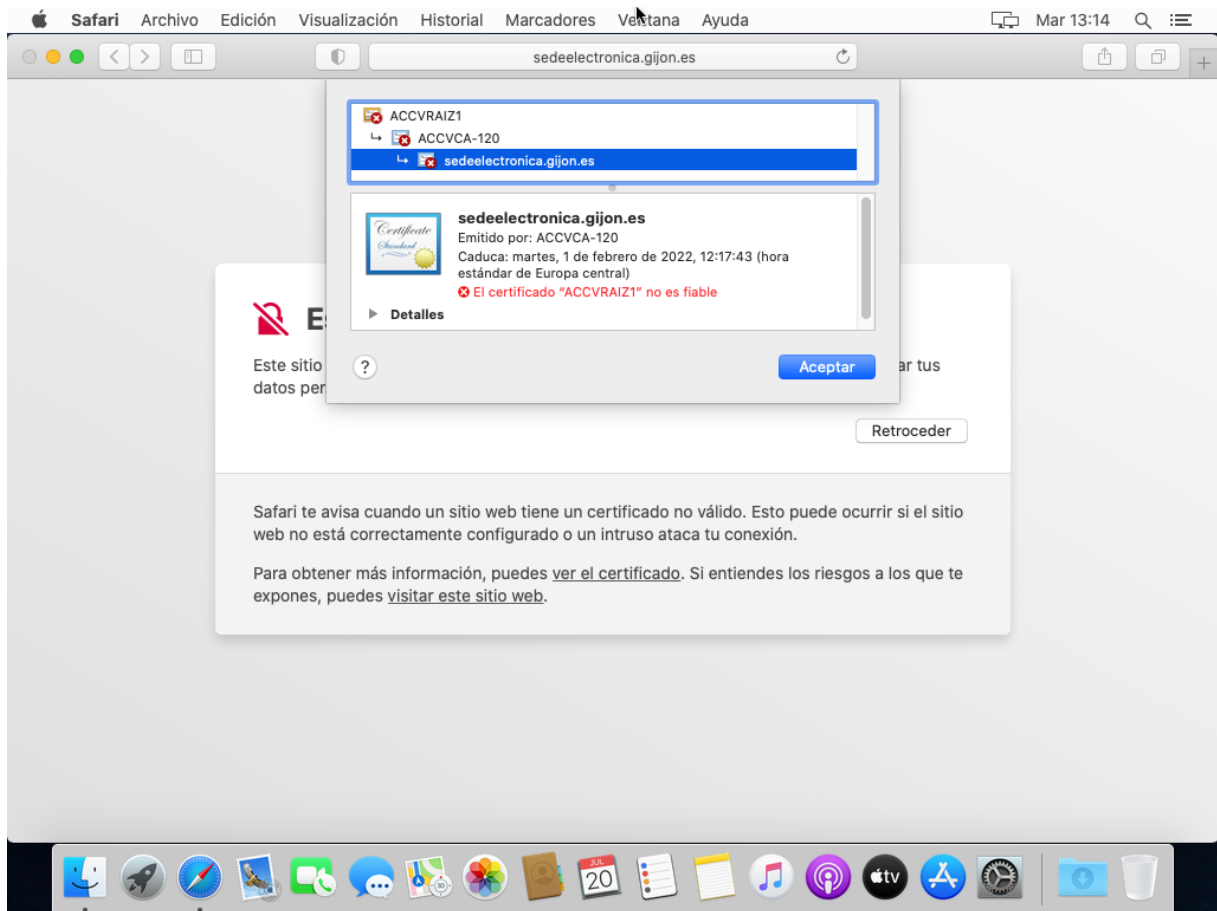 Safari Archivo Edición Visualización Historial Marcadores Ventana Ayuda Mar 13:14
sedeelectronica.gijon.es
ACCVRAIZ1
ACCVCA-120
sedeelectronica.gijon.es
Certificate
Standard
sedeelectronica.gijon.es
Emitido por: ACCVCA-120
Caduca: martes, 1 de febrero de 2022, 12:17:43 (hora
estándar de Europa central)
El certificado “ACCVRAIZ1” no es fiable
Detalles
?
Aceptar
Este sitio ar tus
datos per
Retroceder
Safari te avisa cuando un sitio web tiene un certificado no válido. Esto puede ocurrir si el sitio
web no está correctamente configurado o un intruso ataca tu conexión.
Para obtener más información, puedes ver el certificado. Si entiendes los riesgos a los que te
expones, puedes visitar este sitio web.
JUL
20
3D
tv